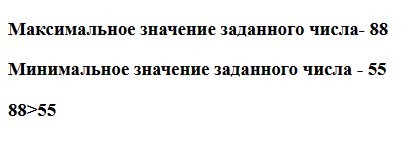 Максимальное значение заданного числа- 88
Минимальное значение заданного числа - 55
88>55